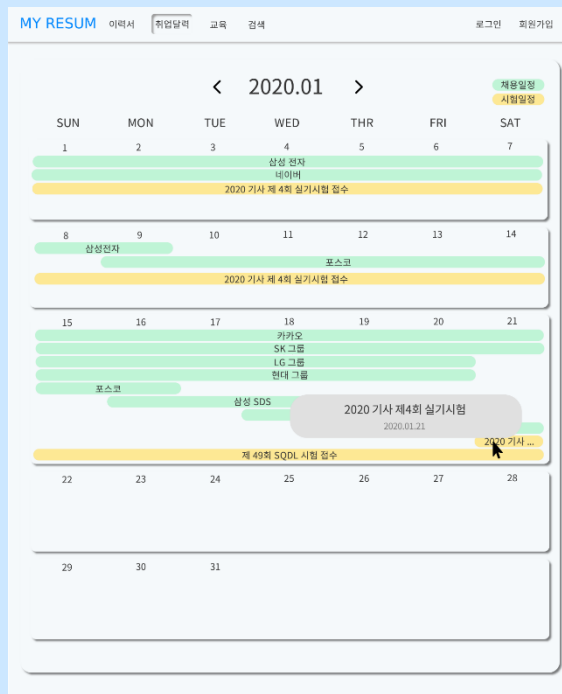 MY RESUM 이력서 취업달력 교육 검색 로그인 회원가입
2020.01
채용일정
시험일정
SUN MON TUE WED THR FRI SAT
1 2 3 4 5 6 7
삼성 전자
네이버
2020 기사 제 4회 실기시험 접수
8 9 10 11 12 13 14
삼성전자
포스코
2020 기사 제 4회 실기시험 접수
15 16 17 18 19 20 21
카카오
SK 그룹
LG 그룹
현대 그룹
포스코
삼성 SDS
2020 기사 제4회 실기시험
2020.01.21
2020 기사 ...
제 49회 SQDL 시험 접수
22 23 24 25 26 27 28
29 30 31